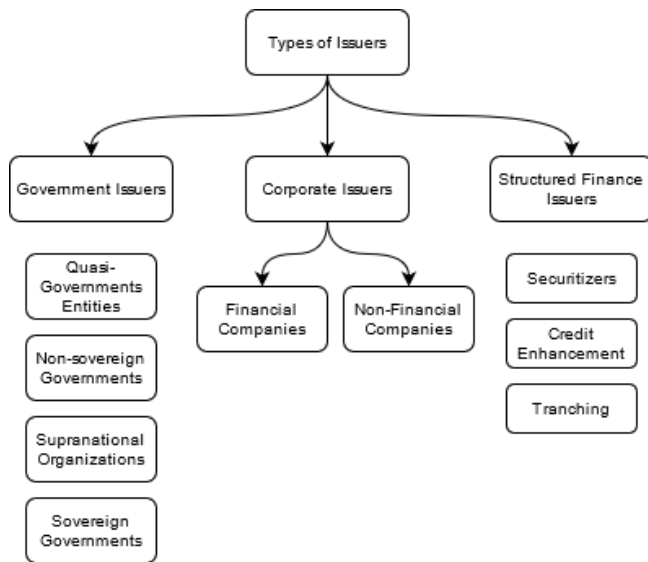 Types of Issuers
Government Issuers
Corporate Issuers
Structured Finance
Issuers
Quasi-
Governments
Entities
Non-sovereign
Governments
Supranational
Organizations
Sovereign
Governments
Financial
Companies
Non-Financial
Companies
Securitizers
Credit
Enhancement
Tranching